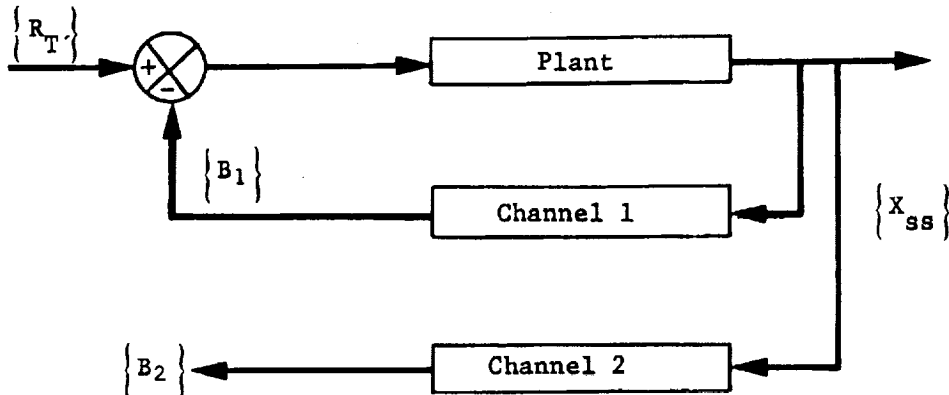 {R_T'}
Plant
+
-
{B_1}
Channel 1
{X_ss}
{B_2}
Channel 2